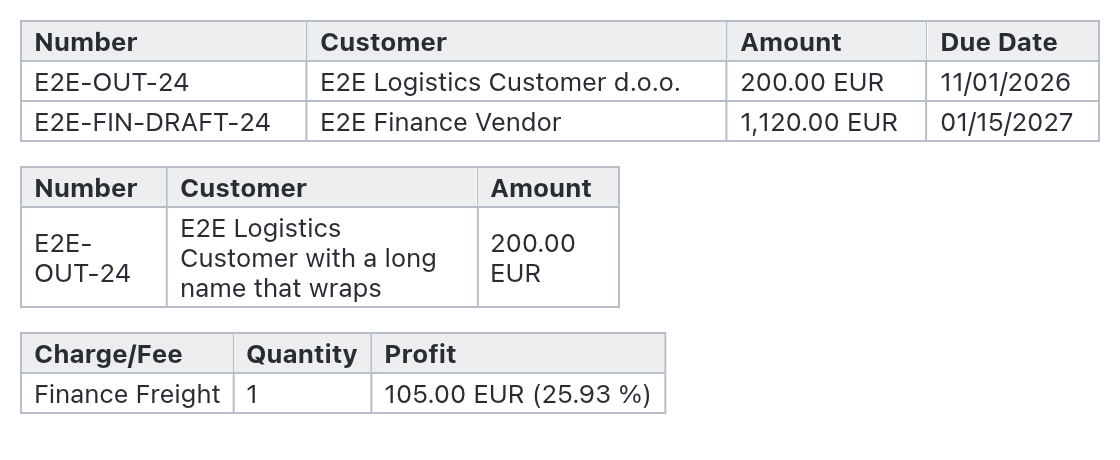 Number Customer Amount Due Date
E2E-OUT-24 E2E Logistics Customer d.o.o. 200.00 EUR 11/01/2026
E2E-FIN-DRAFT-24 E2E Finance Vendor 1,120.00 EUR 01/15/2027
Number Customer Amount
E2E-
OUT-24
E2E Logistics
Customer with a long
name that wraps
200.00
EUR
Charge/Fee Quantity Profit
Finance Freight 1 105.00 EUR (25.93 %)